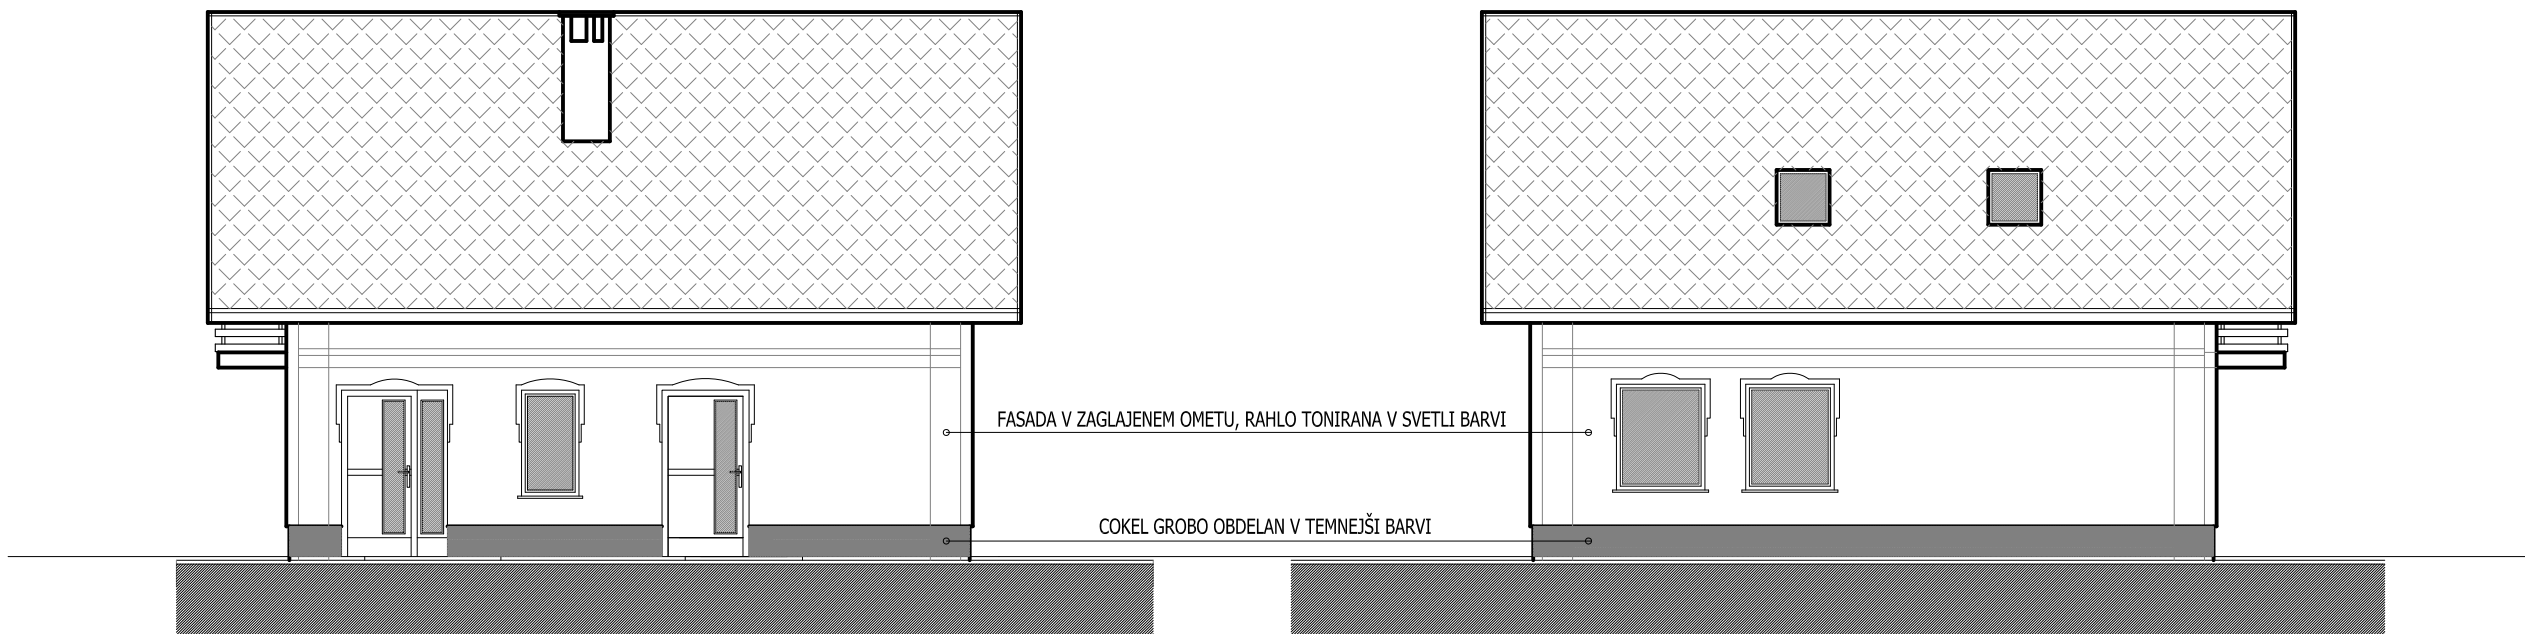 FASADA V ZAGLAJENEM OMETU, RAHLO TONIRANA V SVETLI BARVI
COKEL GROBO OBDELAN V TEMNEJŠI BARVI